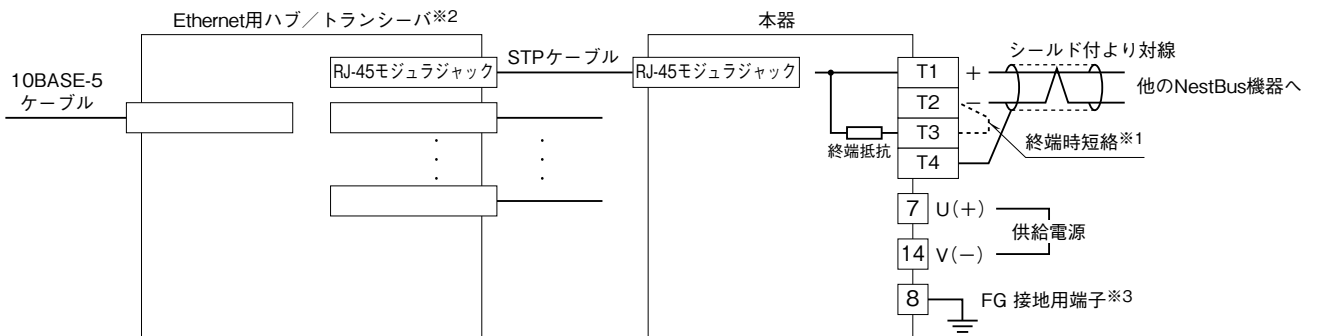 Ethernet用ハブ／トランシーバ※2
本器
10BASE-5
ケーブル
RJ-45モジュラジャック
STPケーブル
RJ-45モジュラジャック
シールド付より対線
T1
+
他のNestBus機器へ
T2
−
T3
終端抵抗
終端時短絡※1
T4
7
U(+)
供給電源
14
V(−)
8
FG 接地用端子※3